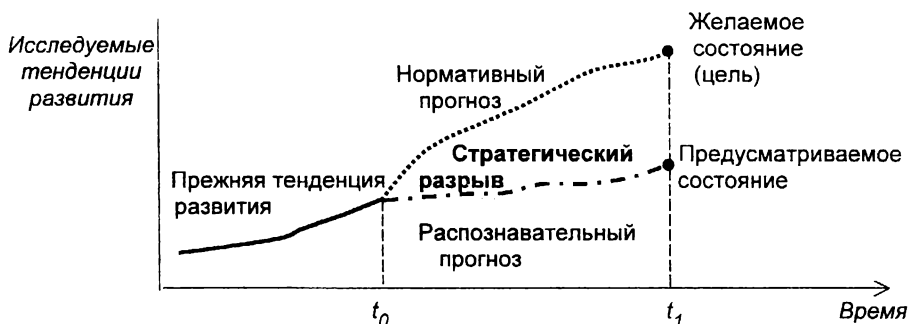 Исследуемые
тенденции
развития
Желаемое
состояние
(цель)
Нормативный
прогноз
Стратегический
разрыв
Предусматриваемое
состояние
Прежняя тенденция
развития
Распознавательный
прогноз
t0
t1
Время